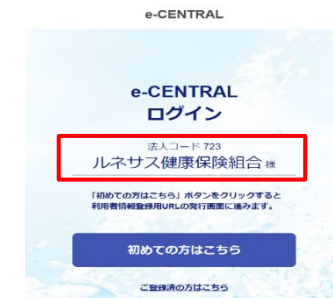 e-CENTRAL
e-CENTRAL
ログイン
法人コード 723
ルネサス健康保険組合 様
「初めての方はこちら」ボタンをクリックすると
利用者情報登録用URLの発行画面に進みます。
初めての方はこちら
ご登録済の方はこちら